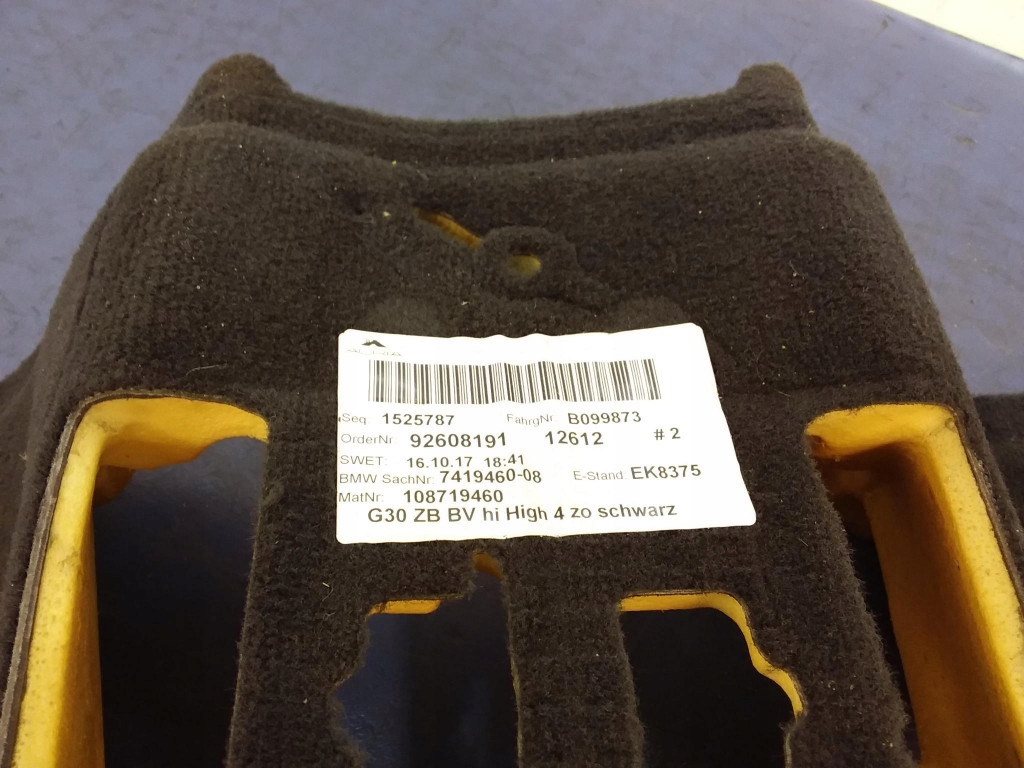 Seq. 1525787 FahrgNr. B099873
OrderNr. 92608191 12612 # 2
SWET: 16.10.17 18:41
BMW SachNr: 7419460-08 E-Stand: EK8375
MatNr: 108719460
G30 ZB BV hi High 4 zo schwarz